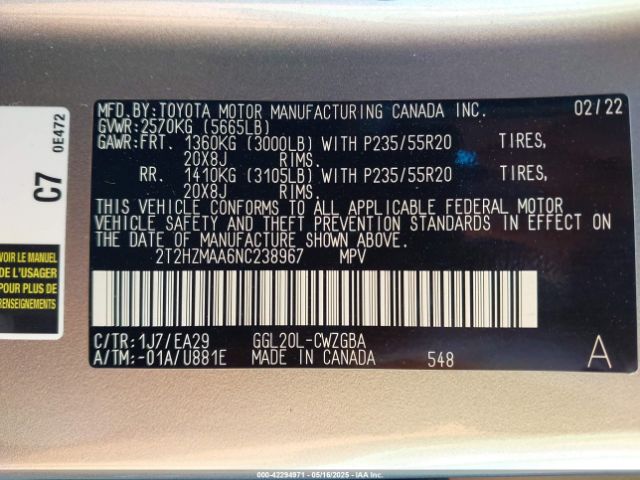 MFD.BY:TOYOTA MOTOR MANUFACTURING CANADA INC. 02/22
GVWR:2570KG (5665LB)
GAWR:FRT. 1360KG (3000LB) WITH P235/55R20 TIRES,
20X8J RIMS.
RR. 1410KG (3105LB) WITH P235/55R20 TIRES,
20X8J RIMS.
THIS VEHICLE CONFORMS TO ALL APPLICABLE FEDERAL MOTOR
VEHICLE SAFETY AND THEFT PREVENTION STANDARDS IN EFFECT ON
THE DATE OF MANUFACTURE SHOWN ABOVE.
2T2HZMAA6NC238967 MPV
C/TR:1J7/EA29 GGL20L-CWZGBA
A/TM:-01A/U881E MADE IN CANADA 548 A
C7
0E472
VOIR LE MANUEL
DE L'USAGER
POUR PLUS DE
RENSEIGNEMENTS
000-42294971 - 05/16/2025 - IAA Inc.